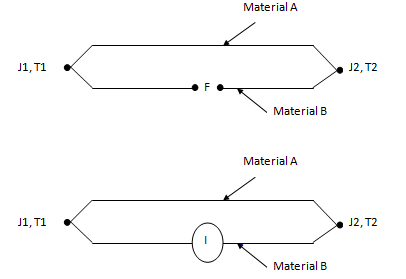 Material A
J1, T1
J2, T2
F
Material B
Material A
J1, T1
J2, T2
I
Material B